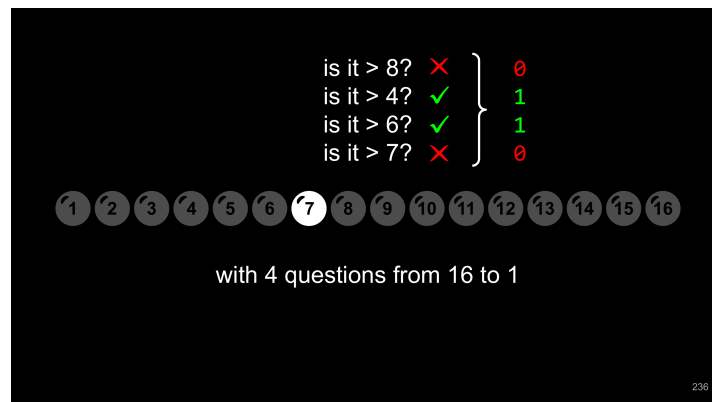 is it > 8? ✕ 0
is it > 4? ✓ 1
is it > 6? ✓ 1
is it > 7? ✕ 0
1 2 3 4 5 6 7 8 9 10 11 12 13 14 15 16
with 4 questions from 16 to 1
236